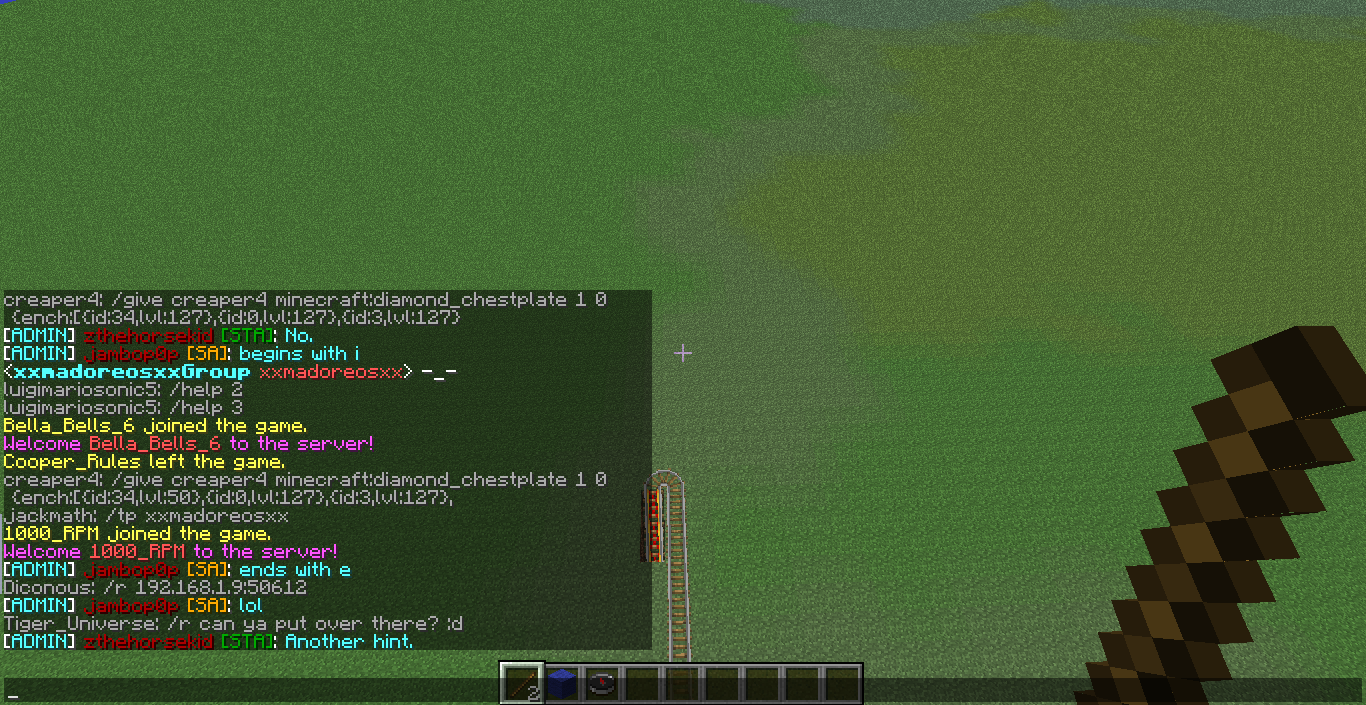 creaper4: /give creaper4 minecraft:diamond_chestplate 1 0
{ench:[{id:34,lvl:127},{id:0,lvl:127},{id:3,lvl:127}
[ADMIN] zthehorsekid [STA]: No.
[ADMIN] jambop0p [SA]: begins with i
<xxmadoreosxxGroup xxmadoreosxx> -_-
luigimariosonic5: /help 2
luigimariosonic5: /help 3
Bella_Bells_6 joined the game.
Welcome Bella_Bells_6 to the server!
Cooper_Rules left the game.
creaper4: /give creaper4 minecraft:diamond_chestplate 1 0
{ench:[{id:34,lvl:50},{id:0,lvl:127},{id:3,lvl:127},
jackmath: /tp xxmadoreosxx
1000_RPM joined the game.
Welcome 1000_RPM to the server!
[ADMIN] jambop0p [SA]: ends with e
Diconous: /r 192.168.1.9:50612
[ADMIN] jambop0p [SA]: lol
Tiger_Universe: /r can ya put over there? :d
[ADMIN] zthehorsekid [STA]: Another hint.
_
2